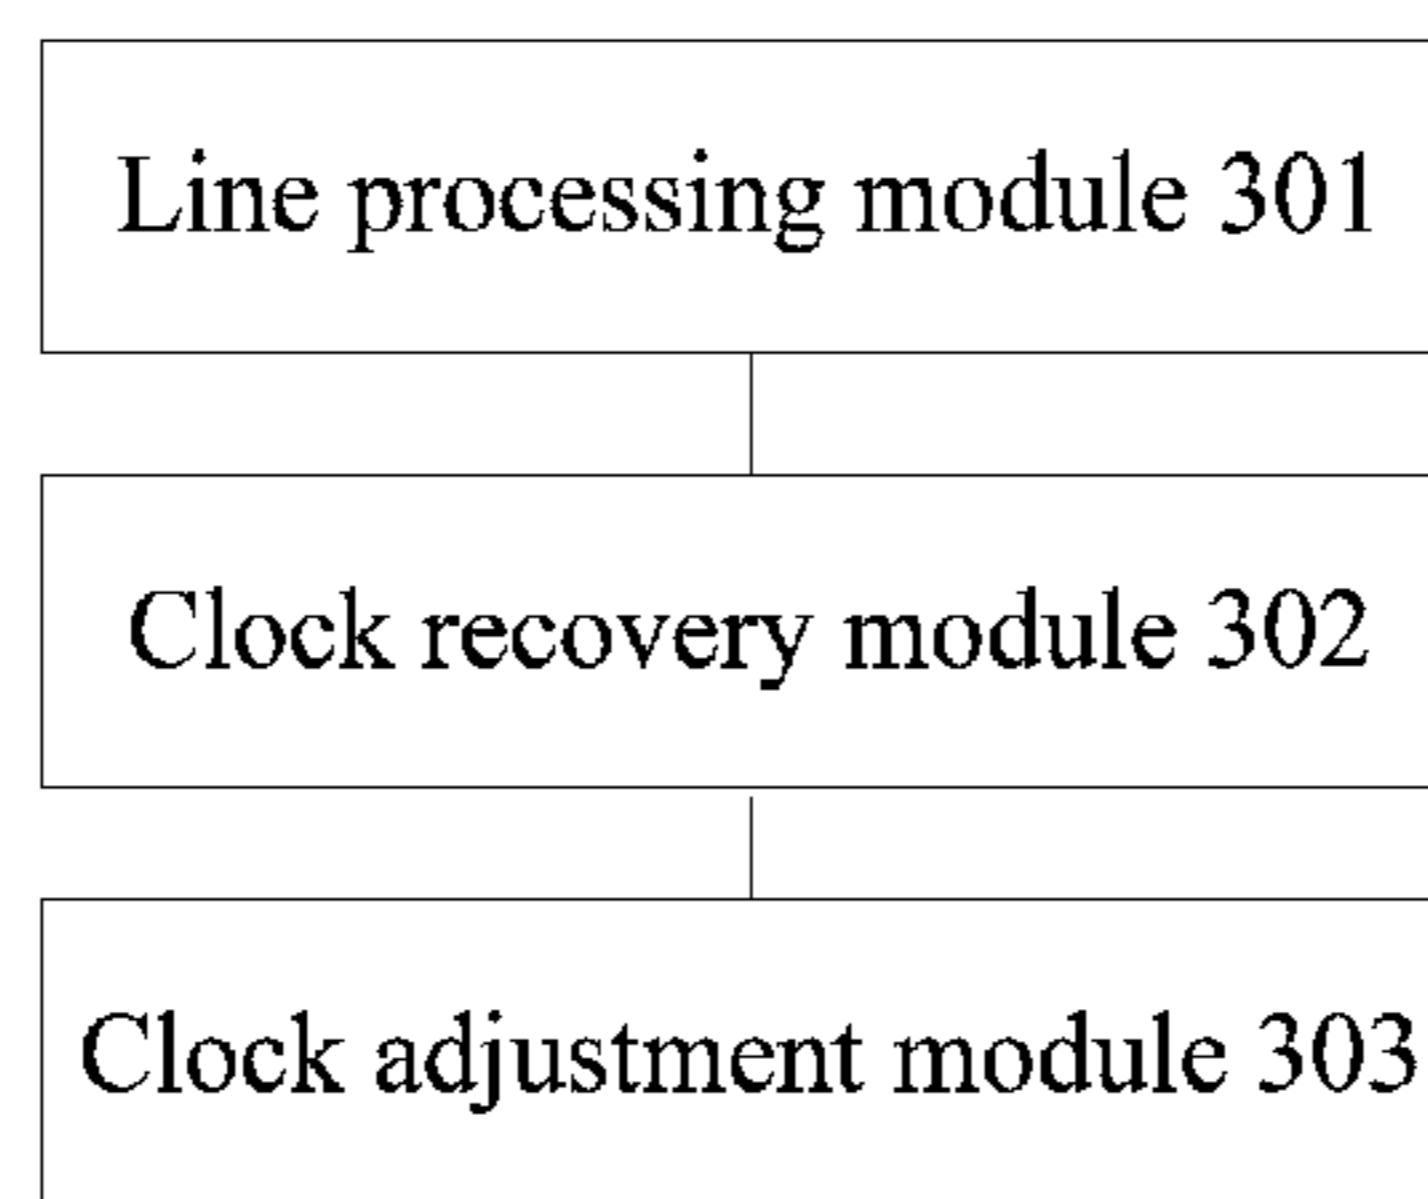 Line processing module 301
Clock recovery module 302
Clock adjustment module 303